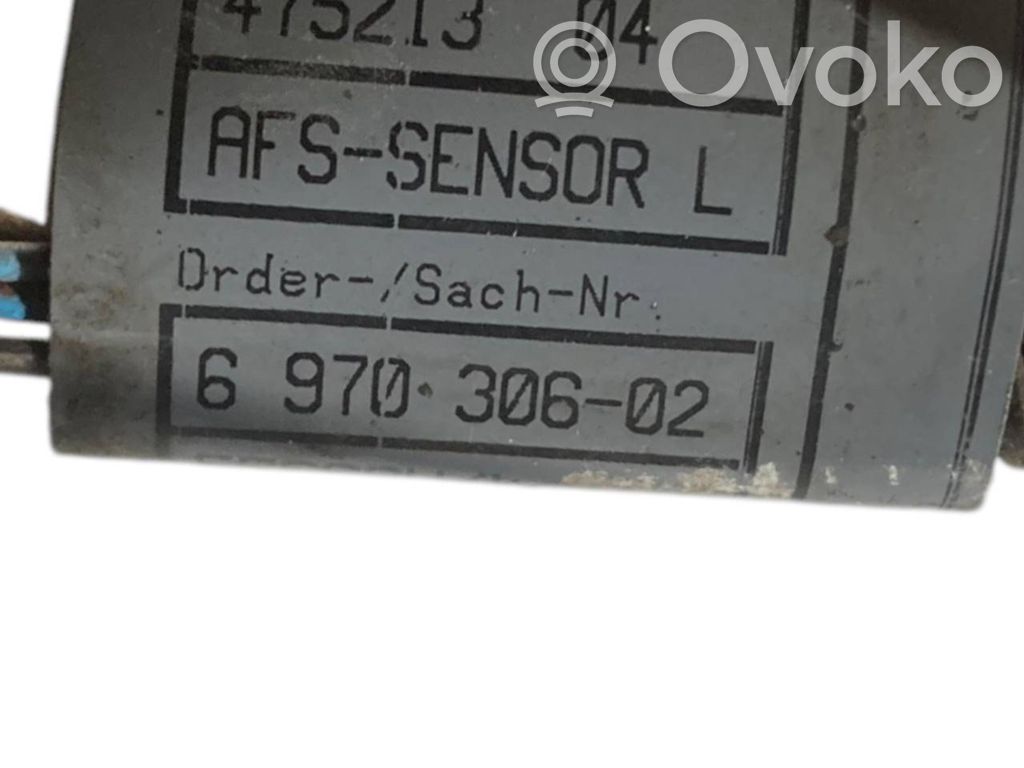 475213 04
Ovoko
AFS-SENSOR L
Order-/Sach-Nr.
6 970 306-02